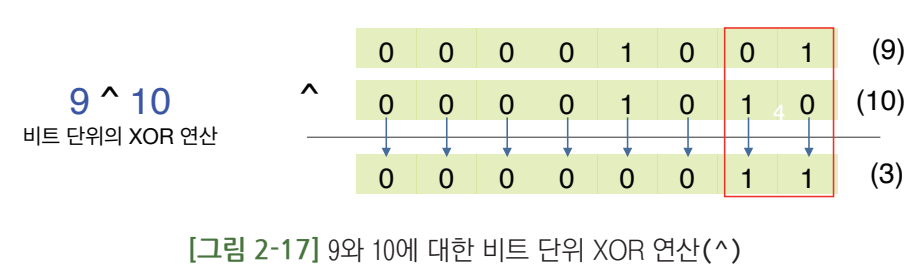 0 0 0 0 1 0 0 1 (9)
9 ^ 10 ^ 0 0 0 0 1 0 1 4 0 (10)
비트 단위의 XOR 연산
0 0 0 0 0 0 1 1 (3)
[그림 2-17] 9와 10에 대한 비트 단위 XOR 연산(^)